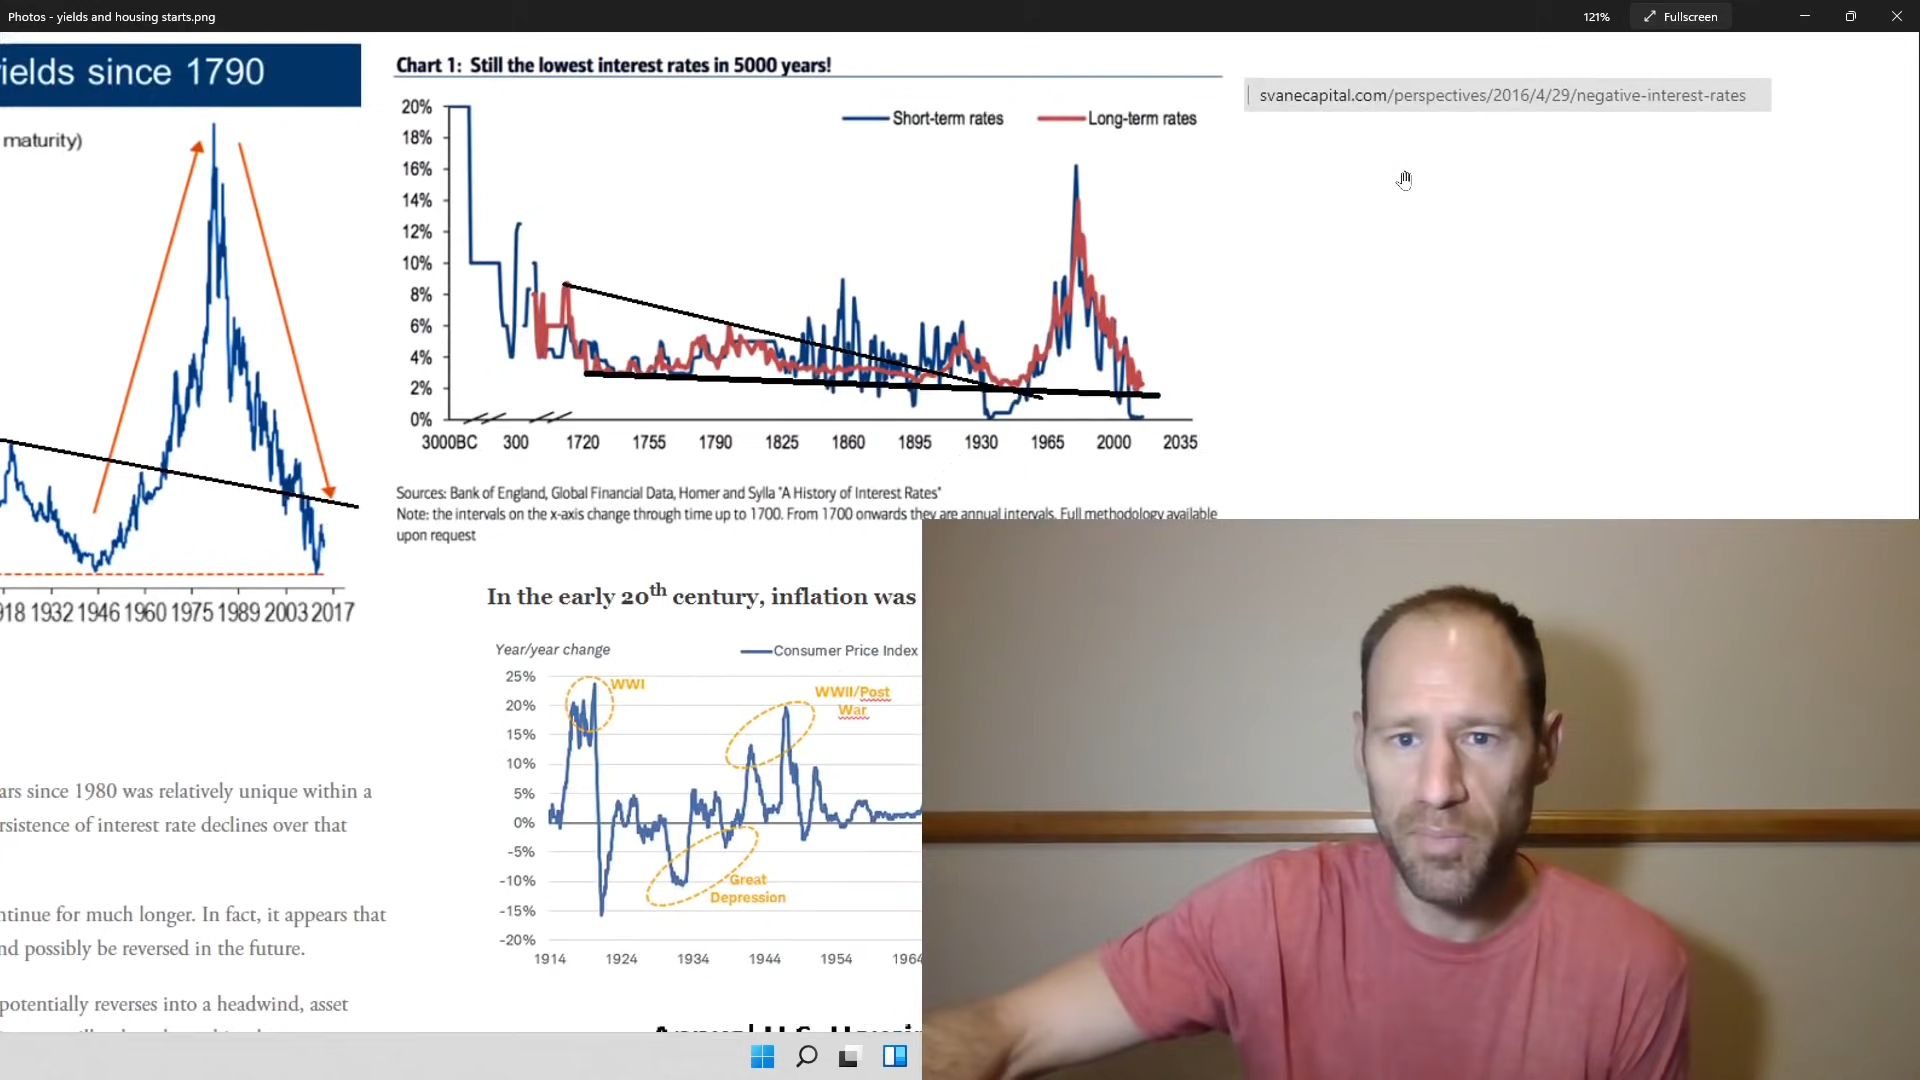 Photos - yields and housing starts.png
121%
Fullscreen
ields since 1790
maturity)
918 1932 1946 1960 1975 1989 2003 2017
Chart 1: Still the lowest interest rates in 5000 years!
Short-term rates
Long-term rates
20%
18%
16%
14%
12%
10%
8%
6%
4%
2%
0%
3000BC 300 1720 1755 1790 1825 1860 1895 1930 1965 2000 2035
Sources: Bank of England, Global Financial Data, Homer and Sylla "A History of Interest Rates"
Note: the intervals on the x-axis change through time up to 1700. From 1700 onwards they are annual intervals. Full methodology available
upon request
svanecapital.com/perspectives/2016/4/29/negative-interest-rates
In the early 20th century, inflation was
Year/year change
Consumer Price Index
25%
20%
15%
10%
5%
0%
-5%
-10%
-15%
-20%
WWI
WWII/Post
War
Great
Depression
1914 1924 1934 1944 1954 1964
ars since 1980 was relatively unique within a
rsistence of interest rate declines over that
ntinue for much longer. In fact, it appears that
nd possibly be reversed in the future.
potentially reverses into a headwind, asset